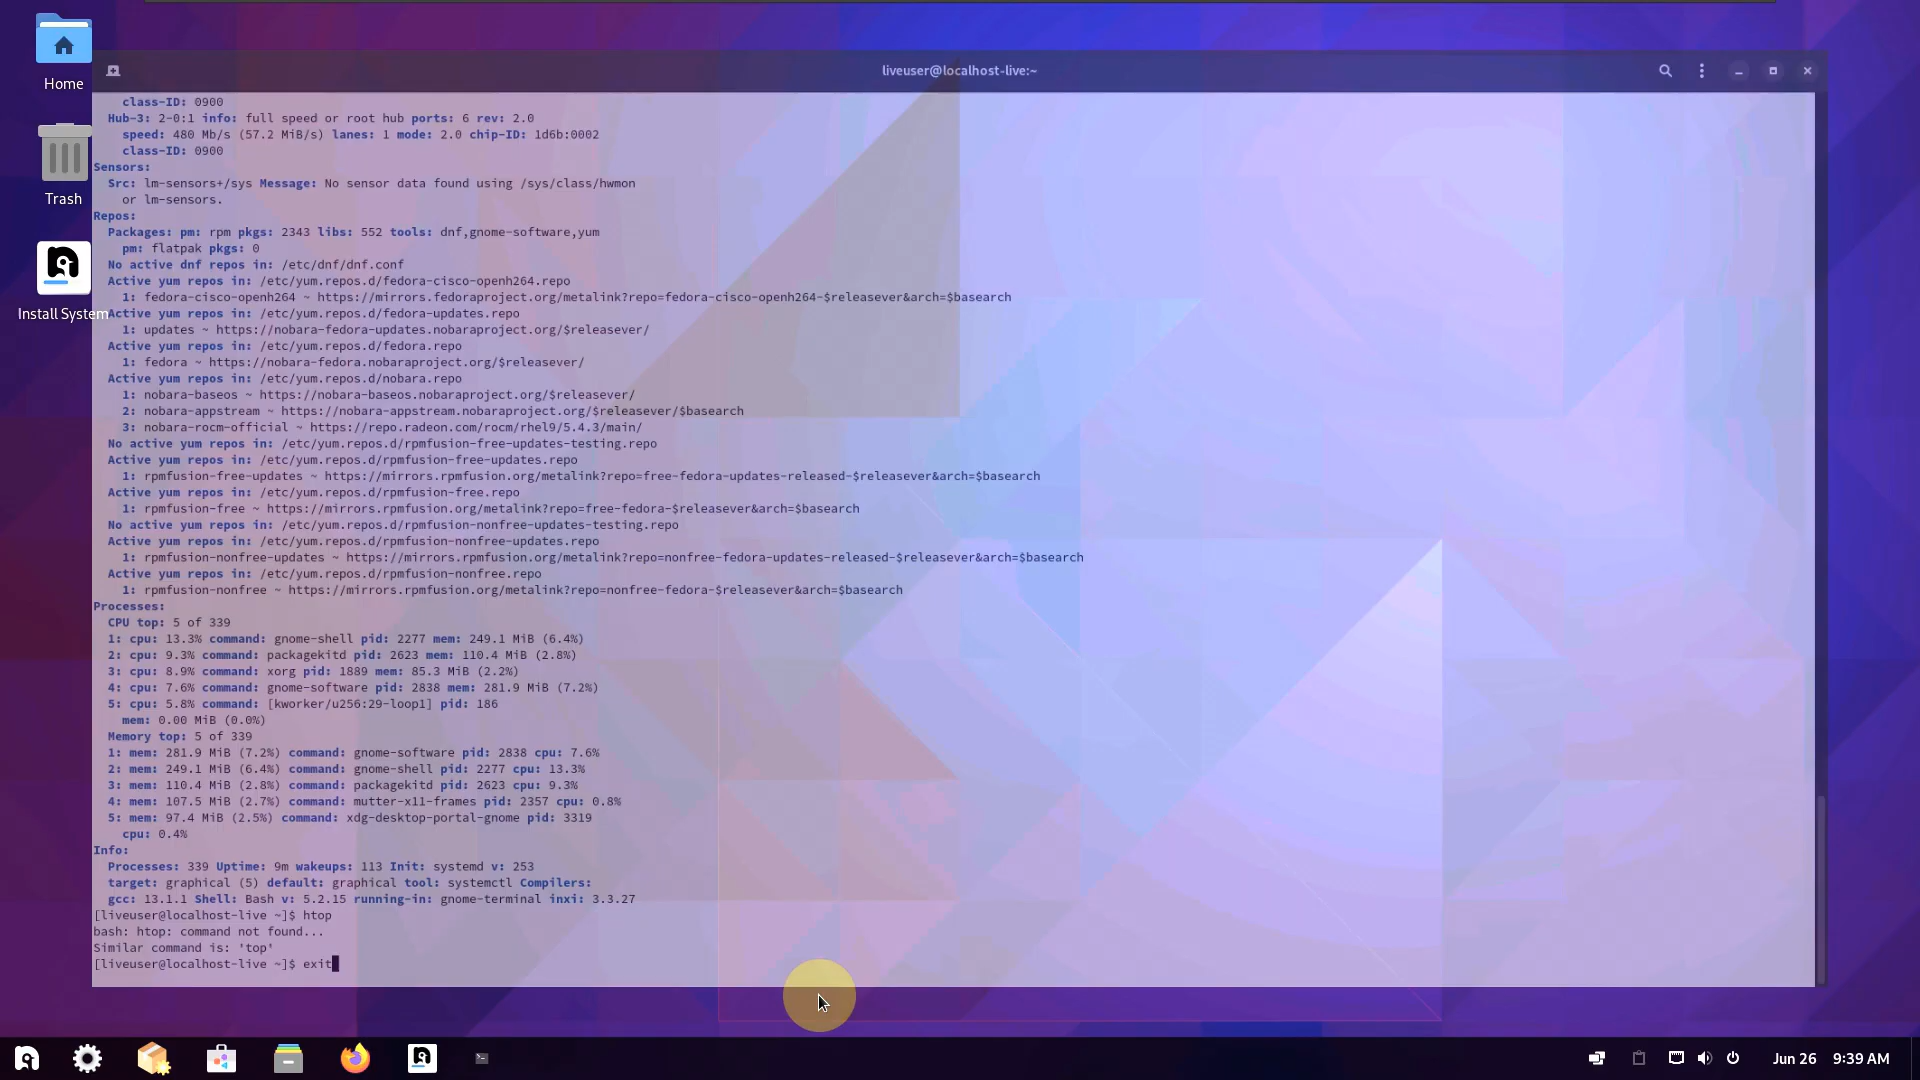 liveuser@localhost-live:~
Home
Trash
Install System
class-ID: 0900
Hub-3: 2-0:1 info: full speed or root hub ports: 6 rev: 2.0
speed: 480 Mb/s (57.2 MiB/s) lanes: 1 mode: 2.0 chip-ID: 1d6b:0002
class-ID: 0900
Sensors:
Src: lm-sensors+/sys Message: No sensor data found using /sys/class/hwmon
or lm-sensors.
Repos:
Packages: pm: rpm pkgs: 2343 libs: 552 tools: dnf,gnome-software,yum
pm: flatpak pkgs: 0
No active dnf repos in: /etc/dnf/dnf.conf
Active yum repos in: /etc/yum.repos.d/fedora-cisco-openh264.repo
1: fedora-cisco-openh264 ~ https://mirrors.fedoraproject.org/metalink?repo=fedora-cisco-openh264-$releasever&arch=$basearch
Active yum repos in: /etc/yum.repos.d/fedora-updates.repo
1: updates ~ https://nobara-fedora-updates.nobaraproject.org/$releasever/
Active yum repos in: /etc/yum.repos.d/fedora.repo
1: fedora ~ https://nobara-fedora.nobaraproject.org/$releasever/
Active yum repos in: /etc/yum.repos.d/nobara.repo
1: nobara-baseos ~ https://nobara-baseos.nobaraproject.org/$releasever/
2: nobara-appstream ~ https://nobara-appstream.nobaraproject.org/$releasever/$basearch
3: nobara-rocm-official ~ https://repo.radeon.com/rocm/rhel9/5.4.3/main/
No active yum repos in: /etc/yum.repos.d/rpmfusion-free-updates-testing.repo
Active yum repos in: /etc/yum.repos.d/rpmfusion-free-updates.repo
1: rpmfusion-free-updates ~ https://mirrors.rpmfusion.org/metalink?repo=free-fedora-updates-released-$releasever&arch=$basearch
Active yum repos in: /etc/yum.repos.d/rpmfusion-free.repo
1: rpmfusion-free ~ https://mirrors.rpmfusion.org/metalink?repo=free-fedora-$releasever&arch=$basearch
No active yum repos in: /etc/yum.repos.d/rpmfusion-nonfree-updates-testing.repo
Active yum repos in: /etc/yum.repos.d/rpmfusion-nonfree-updates.repo
1: rpmfusion-nonfree-updates ~ https://mirrors.rpmfusion.org/metalink?repo=nonfree-fedora-updates-released-$releasever&arch=$basearch
Active yum repos in: /etc/yum.repos.d/rpmfusion-nonfree.repo
1: rpmfusion-nonfree ~ https://mirrors.rpmfusion.org/metalink?repo=nonfree-fedora-$releasever&arch=$basearch
Processes:
CPU top: 5 of 339
1: cpu: 13.3% command: gnome-shell pid: 2277 mem: 249.1 MiB (6.4%)
2: cpu: 9.3% command: packagekitd pid: 2623 mem: 110.4 MiB (2.8%)
3: cpu: 8.9% command: xorg pid: 1889 mem: 85.3 MiB (2.2%)
4: cpu: 7.6% command: gnome-software pid: 2838 mem: 281.9 MiB (7.2%)
5: cpu: 5.8% command: [kworker/u256:29-loop1] pid: 186
mem: 0.00 MiB (0.0%)
Memory top: 5 of 339
1: mem: 281.9 MiB (7.2%) command: gnome-software pid: 2838 cpu: 7.6%
2: mem: 249.1 MiB (6.4%) command: gnome-shell pid: 2277 cpu: 13.3%
3: mem: 110.4 MiB (2.8%) command: packagekitd pid: 2623 cpu: 9.3%
4: mem: 107.5 MiB (2.7%) command: mutter-x11-frames pid: 2357 cpu: 0.8%
5: mem: 97.4 MiB (2.5%) command: xdg-desktop-portal-gnome pid: 3319
cpu: 0.4%
Info:
Processes: 339 Uptime: 9m wakeups: 113 Init: systemd v: 253
target: graphical (5) default: graphical tool: systemctl Compilers:
gcc: 13.1.1 Shell: Bash v: 5.2.15 running-in: gnome-terminal inxi: 3.3.27
[liveuser@localhost-live ~]$ htop
bash: htop: command not found...
Similar command is: 'top'
[liveuser@localhost-live ~]$ exit
Jun 26 9:39 AM